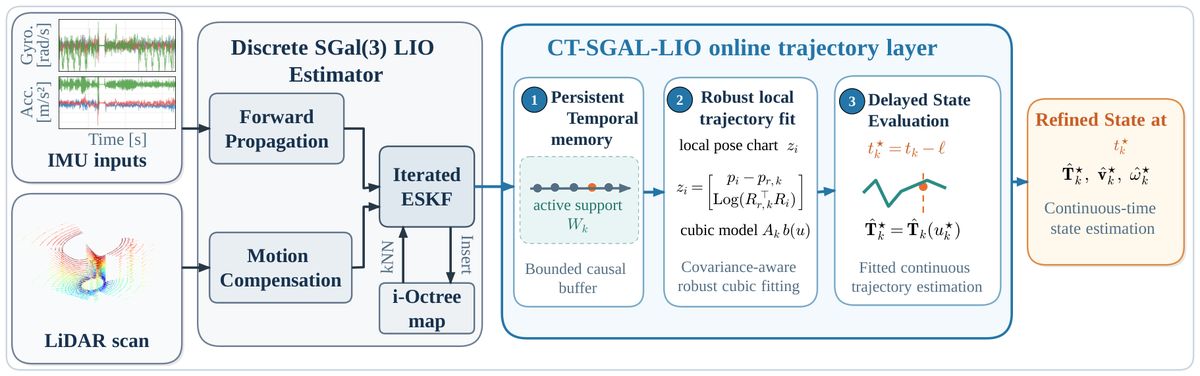 Gyro.
[rad/s]
Acc.
[m/s²]
Time [s]
IMU inputs
LiDAR scan
Discrete SGal(3) LIO
Estimator
Forward
Propagation
Motion
Compensation
Iterated
ESKF
kNN
Insert
i-Octree
map
CT-SGAL-LIO online trajectory layer
1 Persistent
Temporal
memory
active support
W_k
Bounded causal
buffer
2 Robust local
trajectory fit
local pose chart z_i
z_i = [p_i − p_{r,k}
Log(R_{r,k}^⊤ R_i)]
cubic model A_k b(u)
Covariance-aware
robust cubic fitting
3 Delayed State
Evaluation
t_k^⋆ = t_k − ℓ
T̂_k^⋆ = T̂_k(u_k^⋆)
Fitted continuous
trajectory estimation
Refined State at
t_k^⋆
T̂_k^⋆, v̂_k^⋆, ω̂_k^⋆
Continuous-time
state estimation